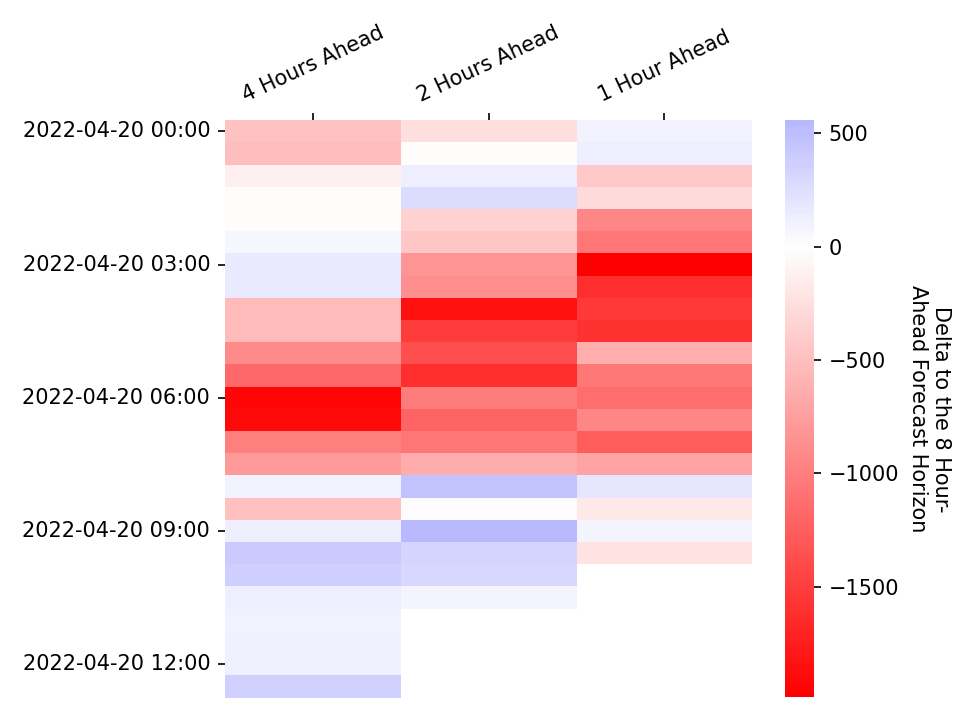 4 Hours Ahead
2 Hours Ahead
1 Hour Ahead
2022-04-20 00:00
2022-04-20 03:00
2022-04-20 06:00
2022-04-20 09:00
2022-04-20 12:00
500
0
−500
−1000
−1500
Delta to the 8 Hour-
Ahead Forecast Horizon